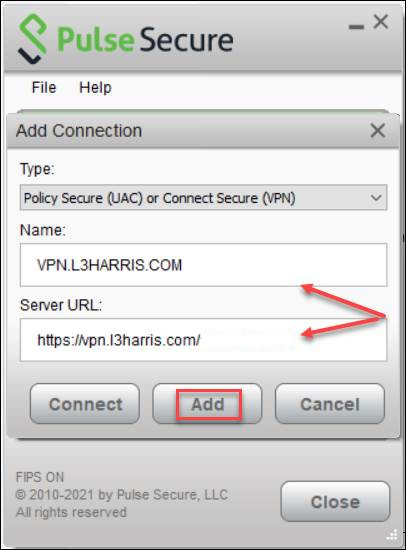 Pulse Secure
File Help
Add Connection
Type:
Policy Secure (UAC) or Connect Secure (VPN)
Name:
VPN.L3HARRIS.COM
Server URL:
https://vpn.l3harris.com/
Connect Add Cancel
FIPS ON
© 2010-2021 by Pulse Secure, LLC
All rights reserved
Close